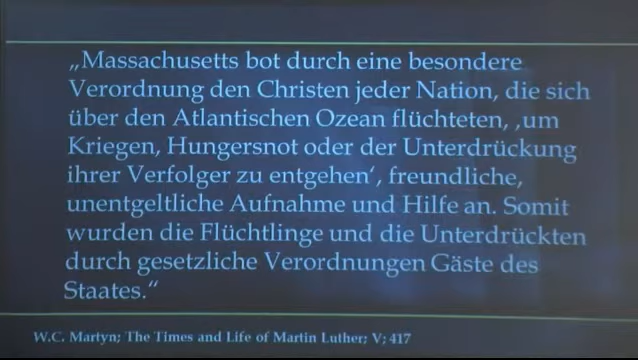 „Massachusetts bot durch eine besondere
Verordnung den Christen jeder Nation, die sich
über den Atlantischen Ozean flüchteten, ‚um
Kriegen, Hungersnot oder der Unterdrückung
ihrer Verfolger zu entgehen‘, freundliche,
unentgeltliche Aufnahme und Hilfe an. Somit
wurden die Flüchtlinge und die Unterdrückten
durch gesetzliche Verordnungen Gäste des
Staates.“
W.C. Martyn; The Times and Life of Martin Luther; V; 417